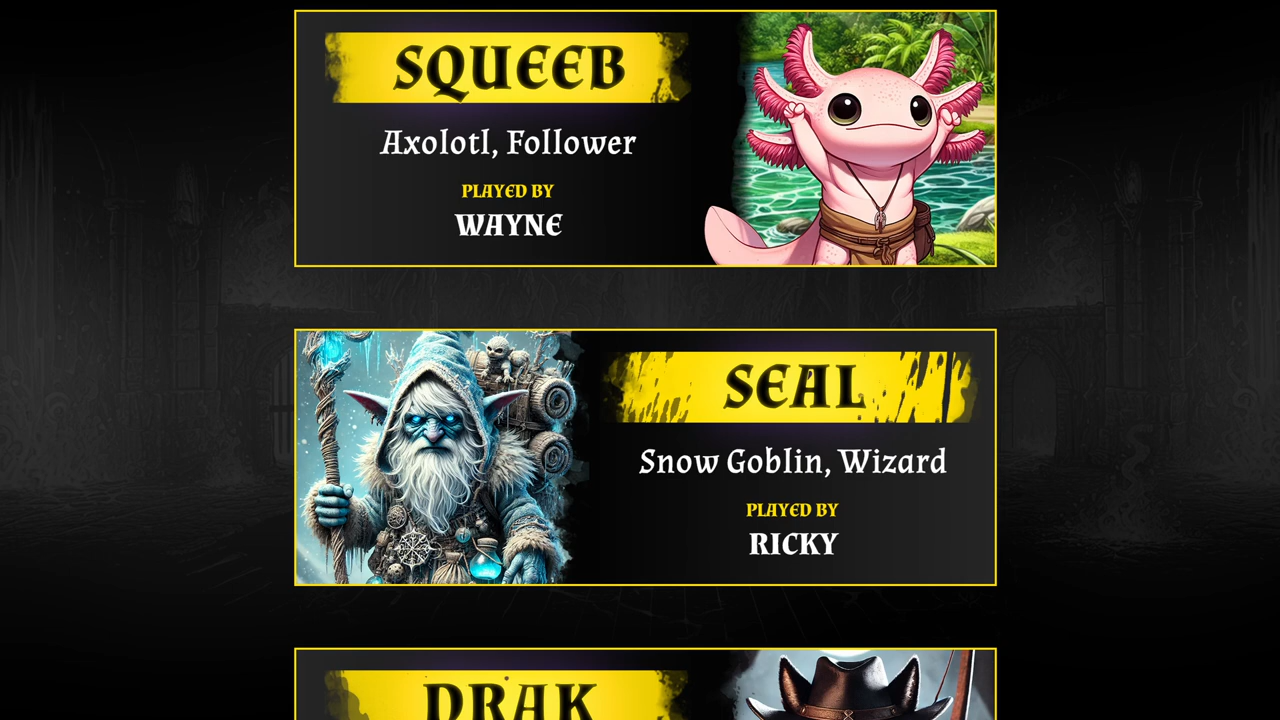 SQUEEB
Axolotl, Follower
PLAYED BY
WAYNE
SEAL
Snow Goblin, Wizard
PLAYED BY
RICKY
DRAK